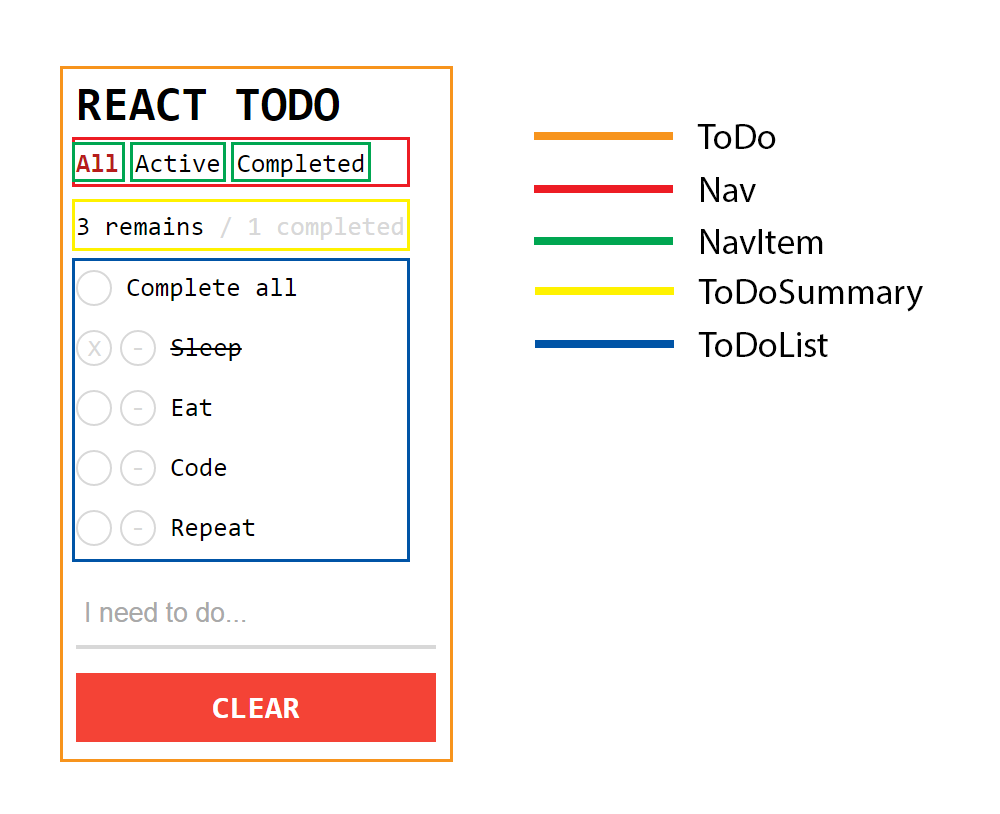 REACT TODO
All Active Completed
3 remains / 1 completed
Complete all
X - Sleep
- Eat
- Code
- Repeat
I need to do...
CLEAR
ToDo
Nav
NavItem
ToDoSummary
ToDoList